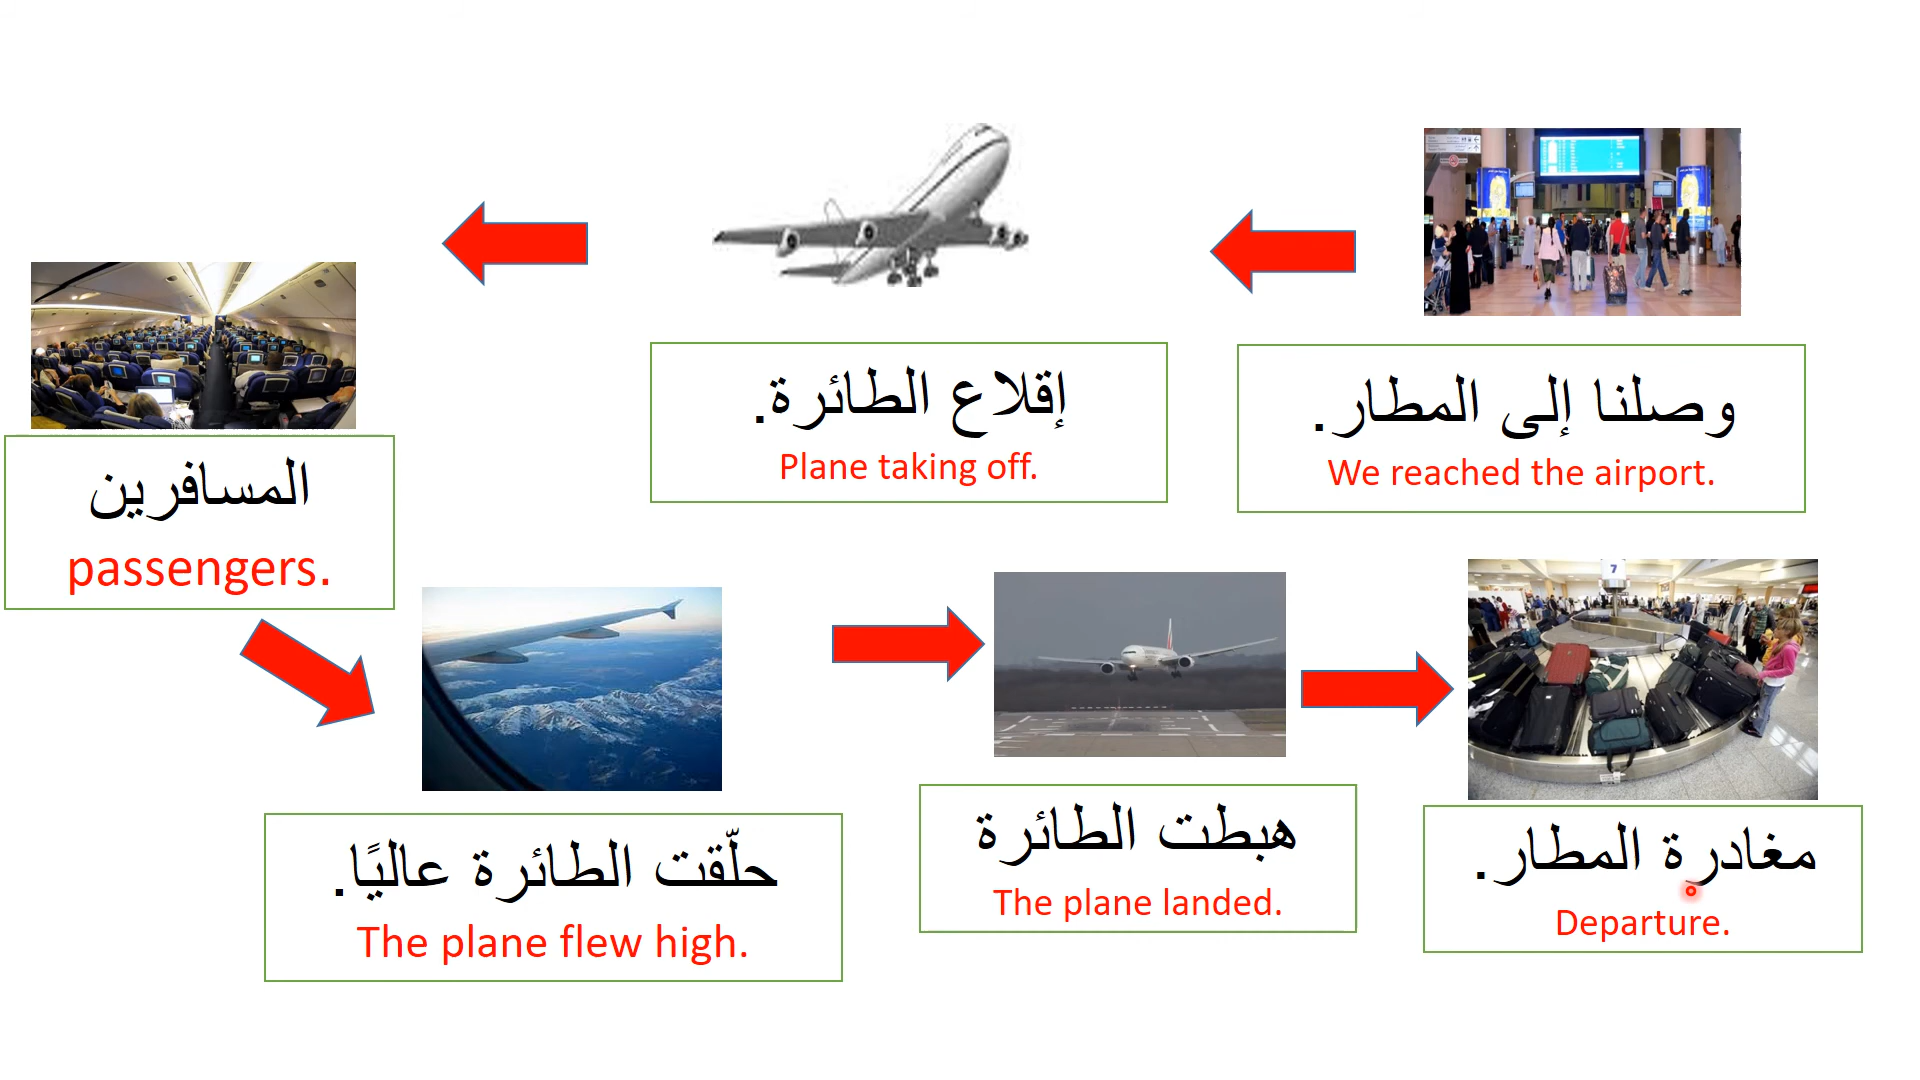 وصلنا إلى المطار.
We reached the airport.
إقلاع الطائرة.
Plane taking off.
المسافرين
passengers.
حلّقت الطائرة عاليًا.
The plane flew high.
هبطت الطائرة
The plane landed.
7
مغادرة المطار.
Departure.